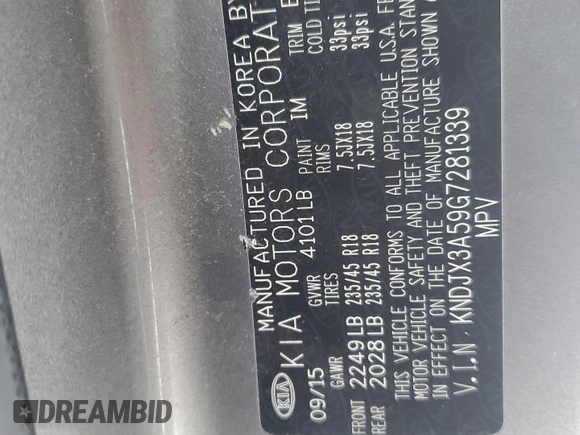 MANUFACTURED IN KOREA BY
KIA KIA MOTORS CORPORAT
09/15 GVWR 4101 LB PAINT IM TRIM E
GAWR TIRES RIMS COLD TI
FRONT 2249 LB 235/45 R18 7.5JX18 33psi
REAR 2028 LB 235/45 R18 7.5JX18 33psi
THIS VEHICLE CONFORMS TO ALL APPLICABLE U.S.A. FE
MOTOR VEHICLE SAFETY AND THEFT PREVENTION STAN
IN EFFECT ON THE DATE OF MANUFACTURE SHOWN
V.I.N : KNDJX3A59G7281339
MPV
DREAMBID